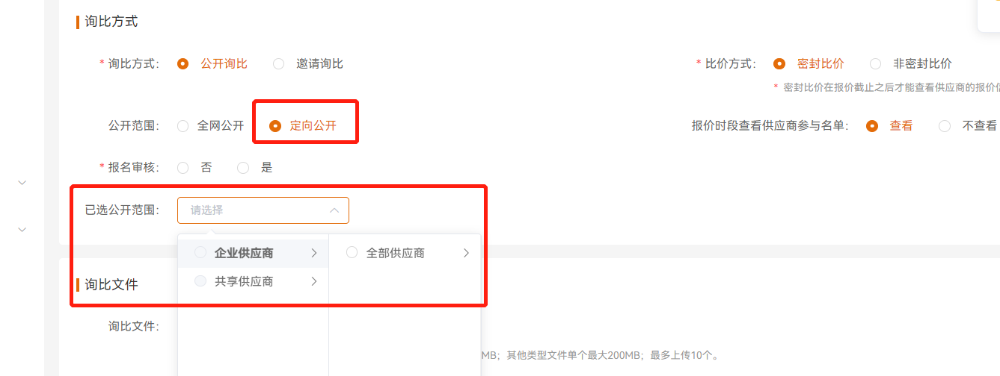 询比方式
* 询比方式: 公开询比 邀请询比 * 比价方式: 密封比价 非密封比价
* 密封比价在报价截止之后才能查看供应商的报价信
公开范围: 全网公开 定向公开 报价时段查看供应商参与名单: 查看 不查看
* 报名审核: 否 是
已选公开范围: 请选择
企业供应商 全部供应商
共享供应商
询比文件
询比文件:
MB；其他类型文件单个最大200MB；最多上传10个。